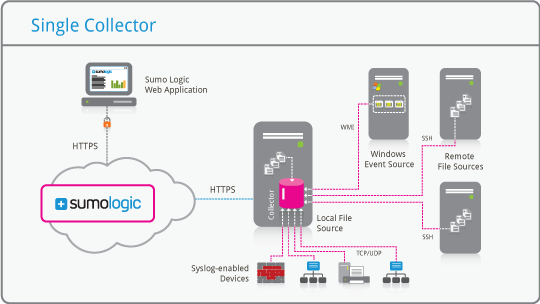 Single Collector
sumologic
Sumo Logic
Web Application
HTTPS
sumologic
HTTPS
Collector
Local File
Source
WMI
Windows
Event Source
SSH
Remote
File Sources
SSH
TCP/UDP
Syslog-enabled
Devices